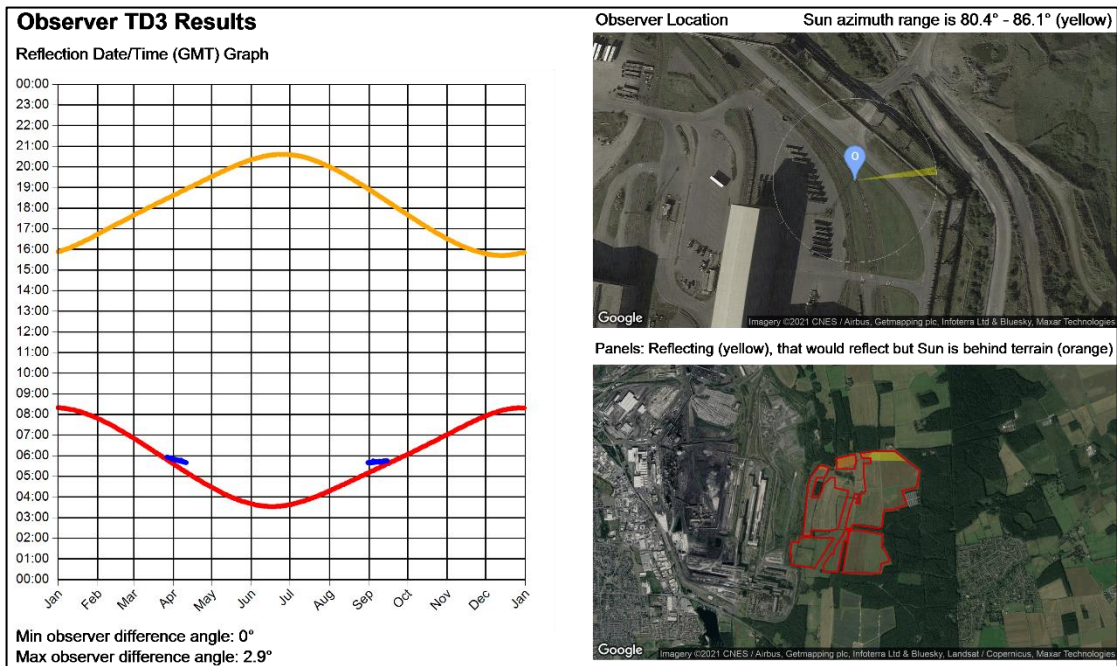 Observer TD3 Results
Reflection Date/Time (GMT) Graph
00:00
23:00
22:00
21:00
20:00
19:00
18:00
17:00
16:00
15:00
14:00
13:00
12:00
11:00
10:00
09:00
08:00
07:00
06:00
05:00
04:00
03:00
02:00
01:00
00:00
Jan Feb Mar Apr May Jun Jul Aug Sep Oct Nov Dec Jan
Min observer difference angle: 0°
Max observer difference angle: 2.9°
Observer Location Sun azimuth range is 80.4° - 86.1° (yellow)
O
Google Imagery ©2021 CNES / Airbus, Getmapping plc, Infoterra Ltd & Bluesky, Maxar Technologies
Panels: Reflecting (yellow), that would reflect but Sun is behind terrain (orange)
Google Imagery ©2021 CNES / Airbus, Getmapping plc, Infoterra Ltd & Bluesky, Landsat / Copernicus, Maxar Technologies